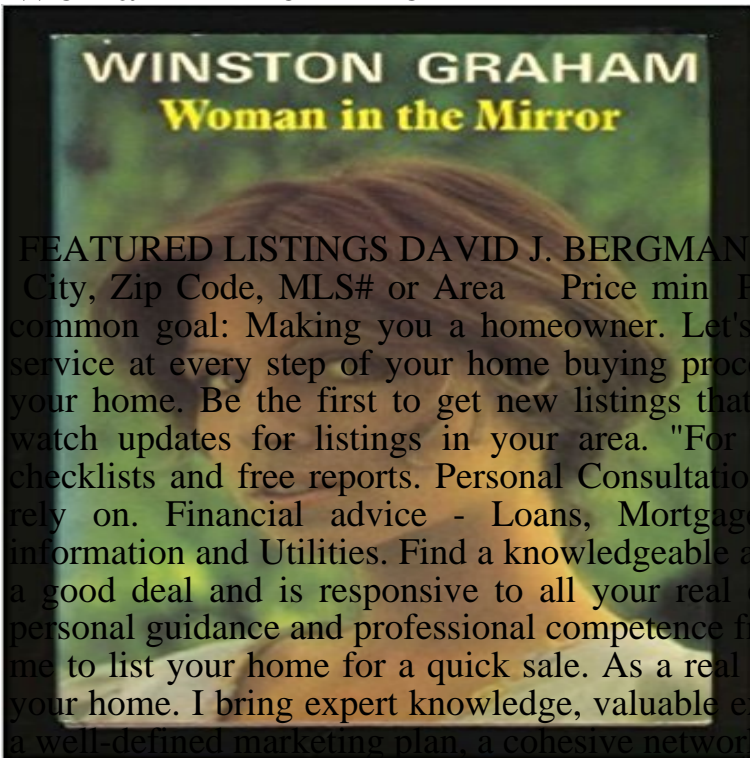 WINSTON GRAHAM
Woman in the Mirror
FEATURED LISTINGS DAVID J. BERGMAN
City, Zip Code, MLS# or Area Price min
common goal: Making you a homeowner. Let's
service at every step of your home buying
your home. Be the first to get new listings that
watch updates for listings in your area. "For
checklists and free reports. Personal
rely on. Financial advice - Loans,
information and Utilities. Find a knowledgeable
a good deal and is responsive to all your real
personal guidance and professional competence
me to list your home for a quick sale. As a real
your home. I bring expert knowledge, valuable
a well-defined marketing plan, a cohesive